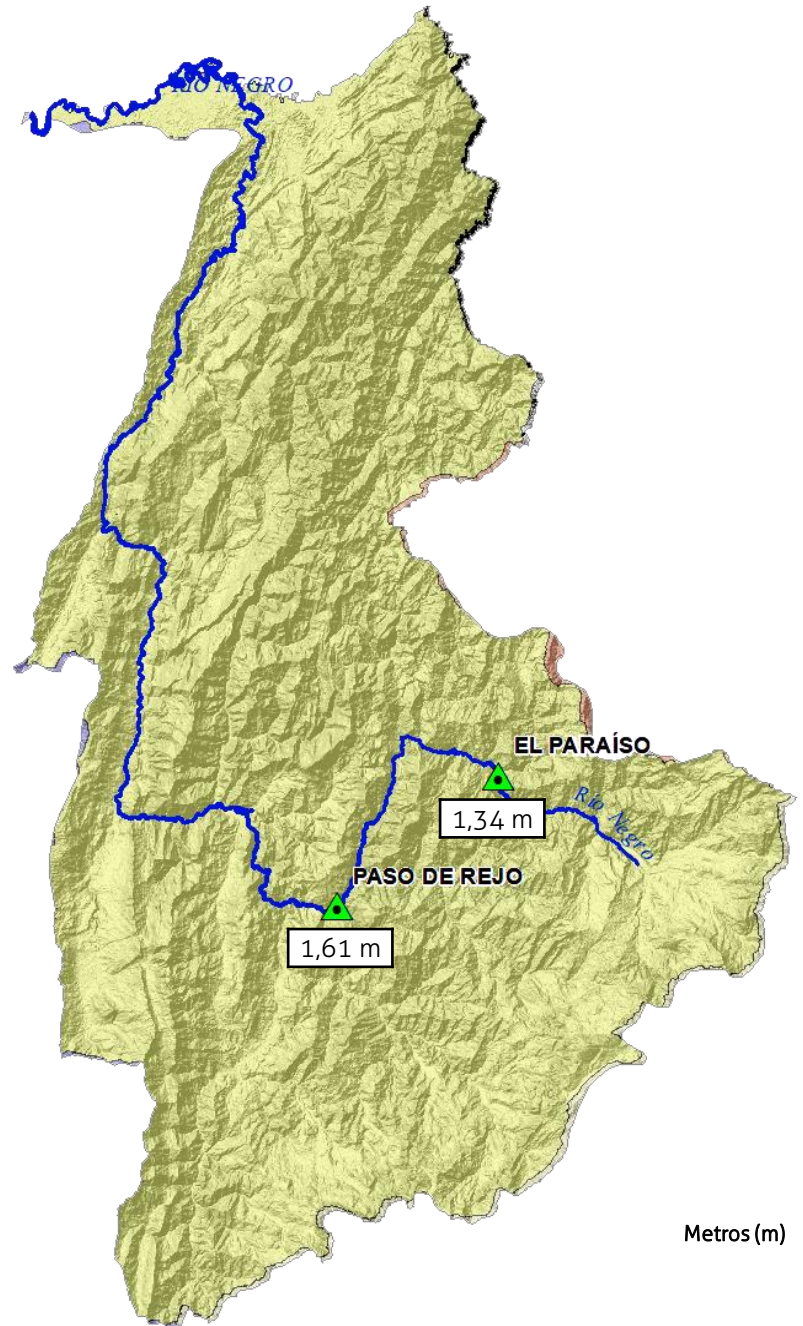 RÍO NEGRO
EL PARAÍSO
1,34 m
Río Negro
PASO DE REJO
1,61 m
Metros (m)